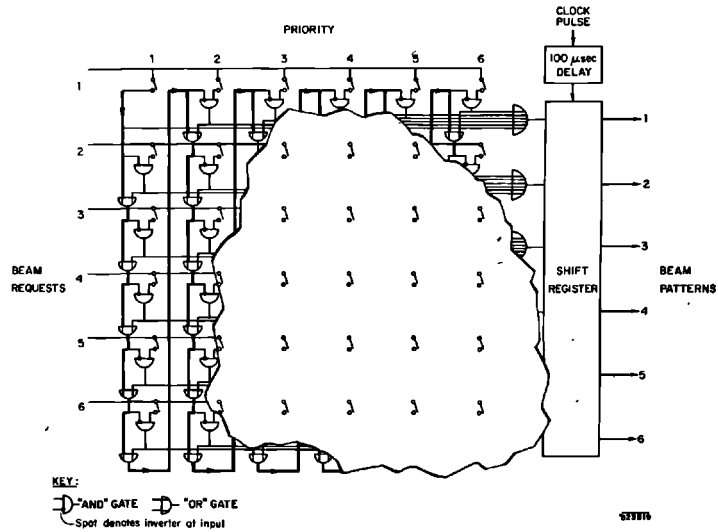 CLOCK
PULSE
PRIORITY
1 2 3 4 5 6
100 μsec
DELAY
1
1
2
2
3
3
BEAM
REQUESTS
4
SHIFT
REGISTER
BEAM
PATTERNS
4
5
5
6
6
KEY:
"AND" GATE "OR" GATE
Spot denotes inverter at input